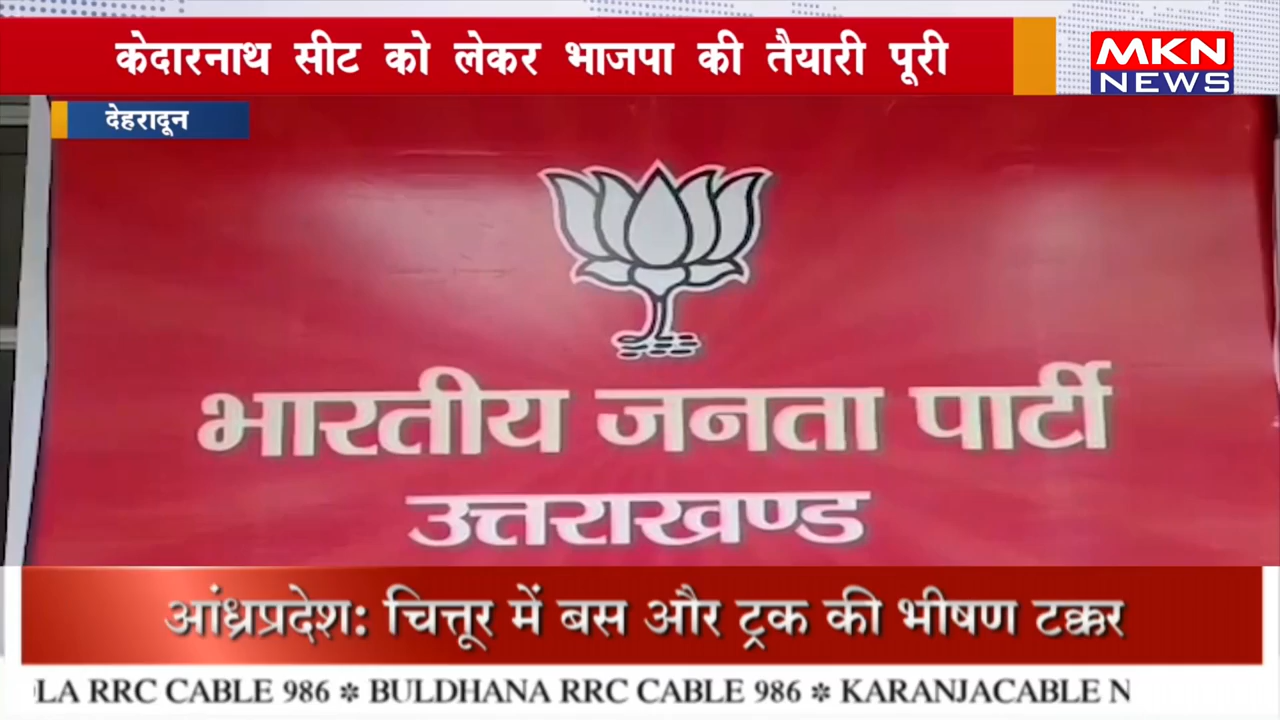 केदारनाथ सीट को लेकर भाजपा की तैयारी पूरी
MKN
NEWS
देहरादून
भारतीय जनता पार्टी
उत्तराखण्ड
आंध्रप्रदेश: चित्तूर में बस और ट्रक की भीषण टक्कर
LA RRC CABLE 986 ✻ BULDHANA RRC CABLE 986 ✻ KARANJACABLE N